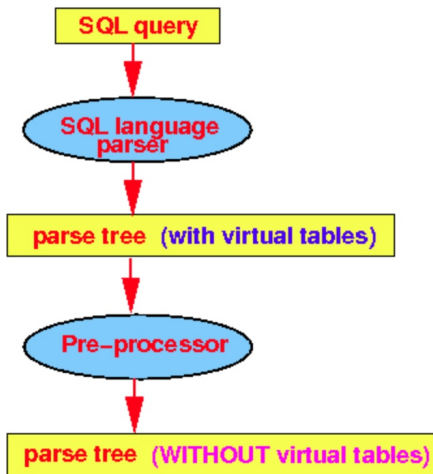 SQL query
SQL language
parser
parse tree (with virtual tables)
Pre-processor
parse tree (WITHOUT virtual tables)